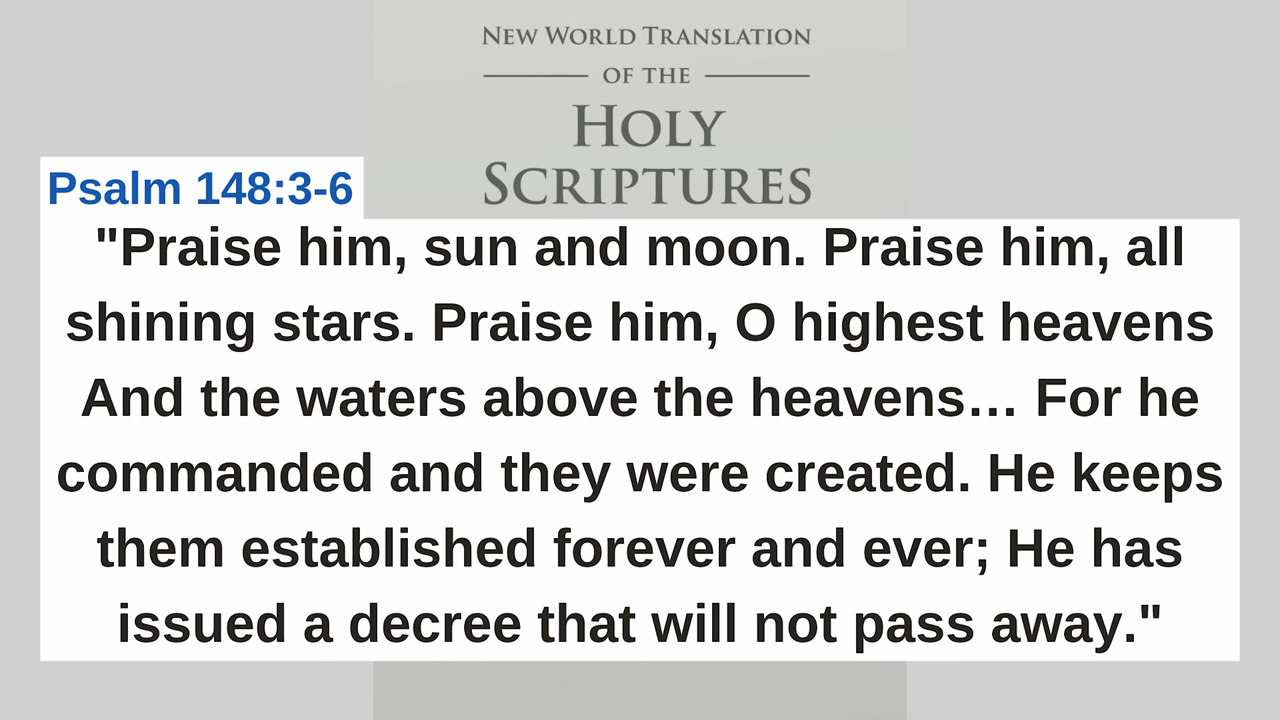 NEW WORLD TRANSLATION
OF THE
HOLY
SCRIPTURES
Psalm 148:3-6
"Praise him, sun and moon. Praise him, all
shining stars. Praise him, O highest heavens
And the waters above the heavens… For he
commanded and they were created. He keeps
them established forever and ever; He has
issued a decree that will not pass away."